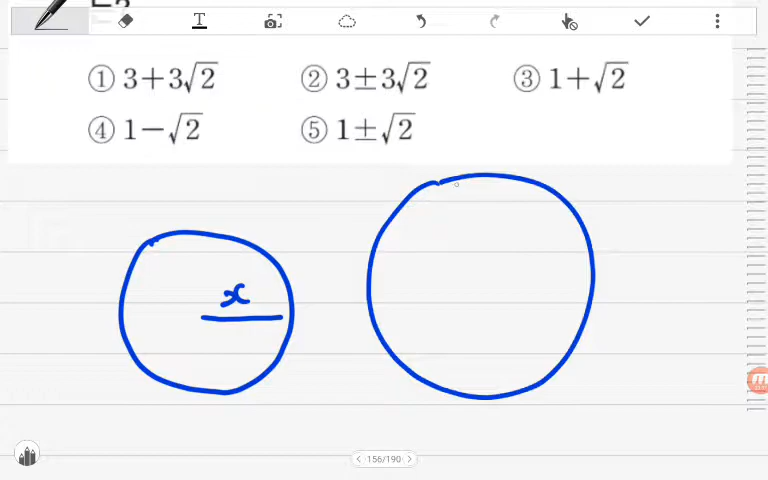 ① 3+3√2 ② 3±3√2 ③ 1+√2
④ 1−√2 ⑤ 1±√2
x
156/190